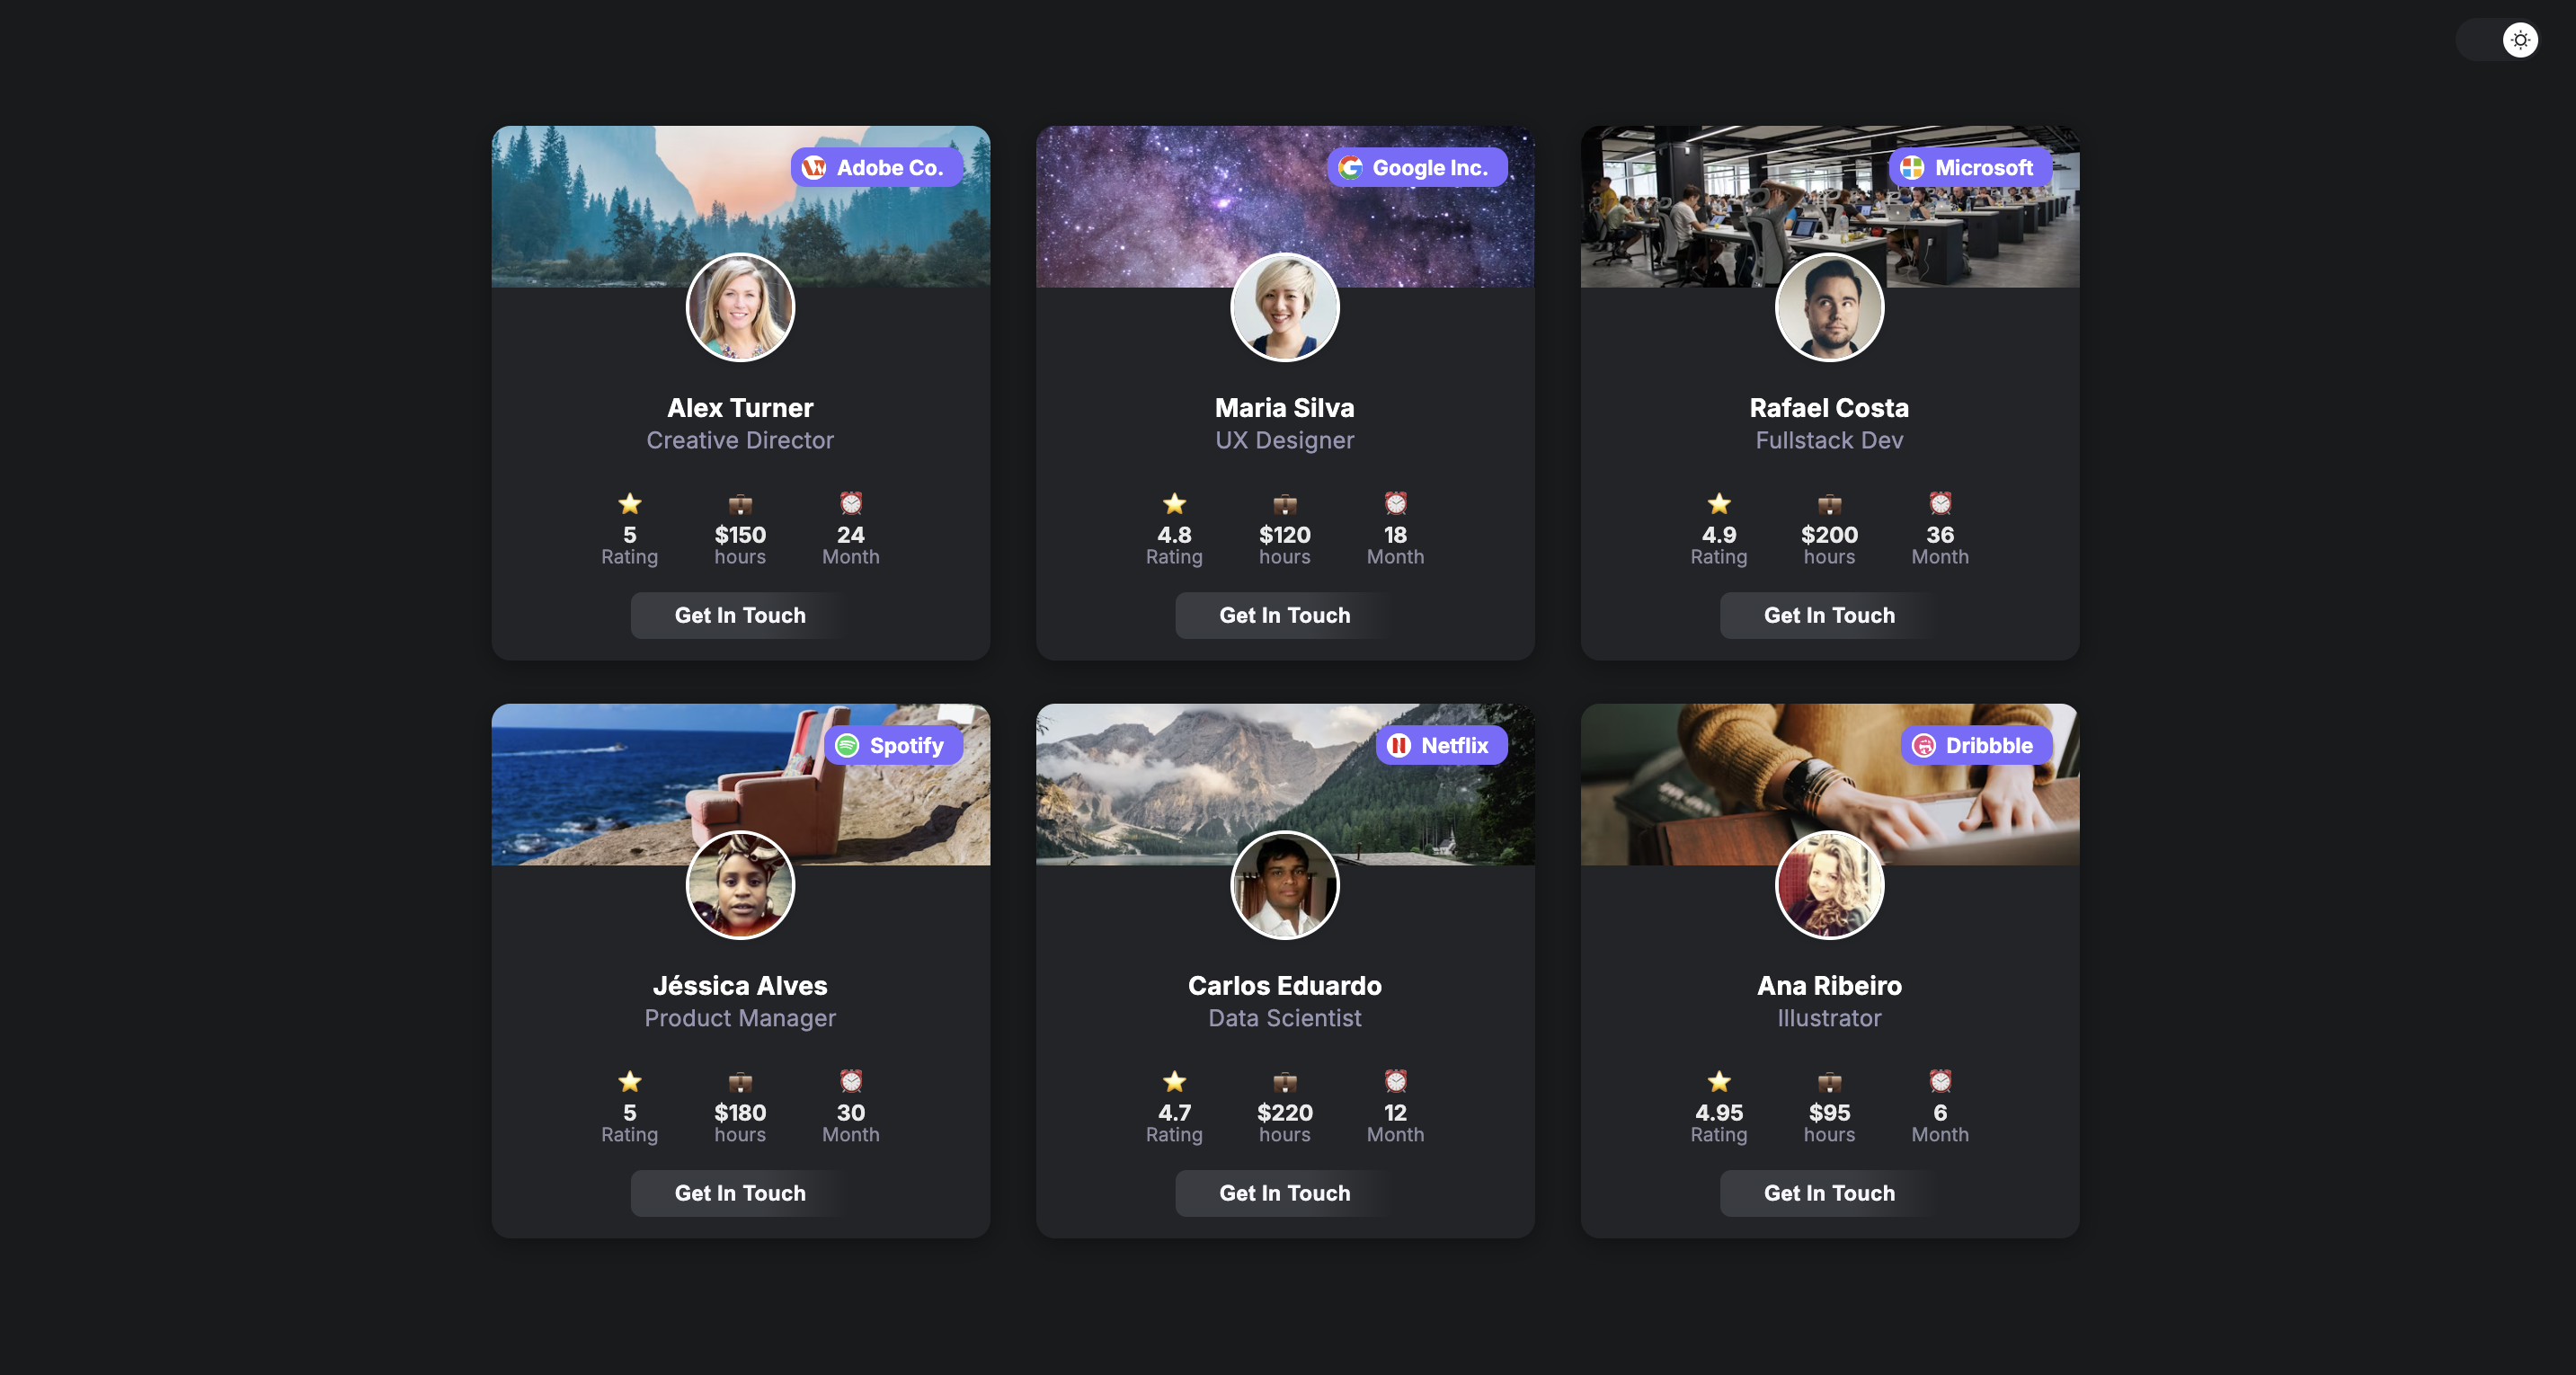 Adobe Co.
Alex Turner
Creative Director
5 $150 24
Rating hours Month
Get In Touch
Google Inc.
Maria Silva
UX Designer
4.8 $120 18
Rating hours Month
Get In Touch
Microsoft
Rafael Costa
Fullstack Dev
4.9 $200 36
Rating hours Month
Get In Touch
Spotify
Jéssica Alves
Product Manager
5 $180 30
Rating hours Month
Get In Touch
Netflix
Carlos Eduardo
Data Scientist
4.7 $220 12
Rating hours Month
Get In Touch
Dribbble
Ana Ribeiro
Illustrator
4.95 $95 6
Rating hours Month
Get In Touch